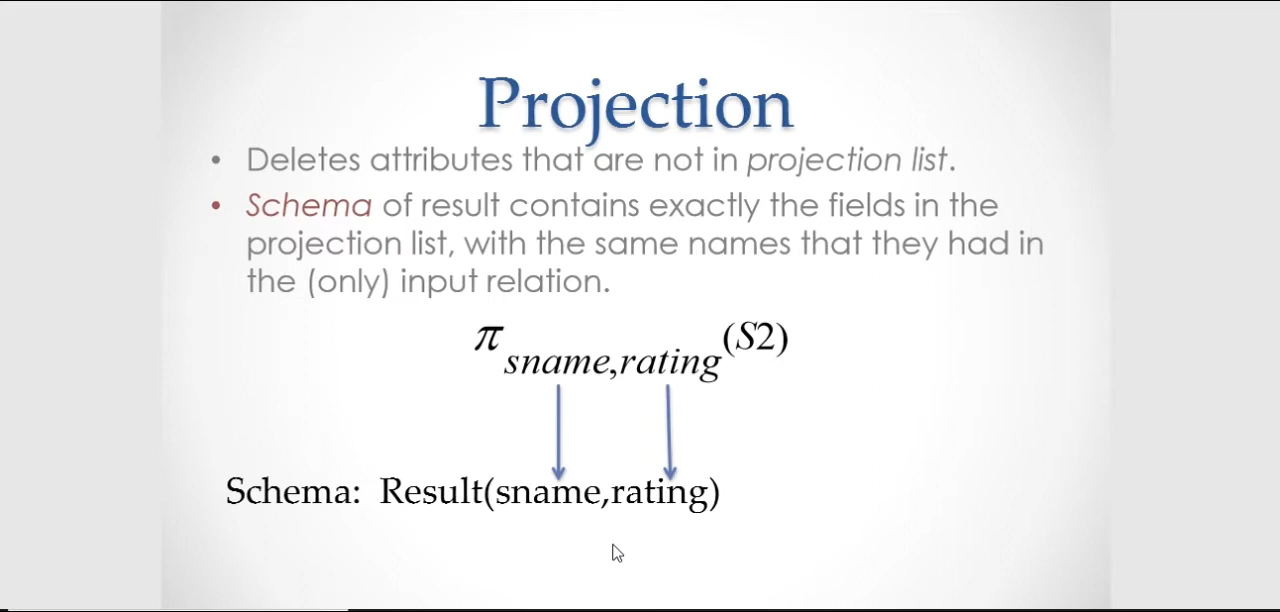 Projection
• Deletes attributes that are not in projection list.
• Schema of result contains exactly the fields in the
projection list, with the same names that they had in
the (only) input relation.
π sname,rating (S2)
Schema: Result(sname,rating)